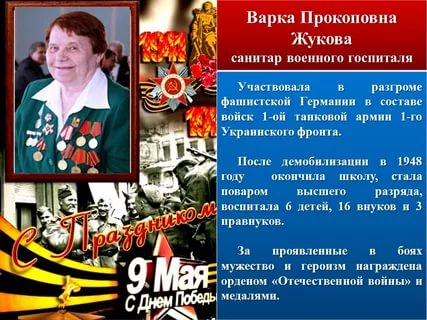 Варка Прокоповна
Жукова
санитар военного госпиталя
Участвовала в разгроме
фашистской Германии в составе
войск 1-ой танковой армии 1-го
Украинского фронта.
После демобилизации в 1948
году окончила школу, стала
поваром высшего разряда,
воспитала 6 детей, 16 внуков и 3
правнуков.
За проявленные в боях
мужество и героизм награждена
орденом «Отечественной войны» и
медалями.
С Праздником
9 Мая
С Днем Победы